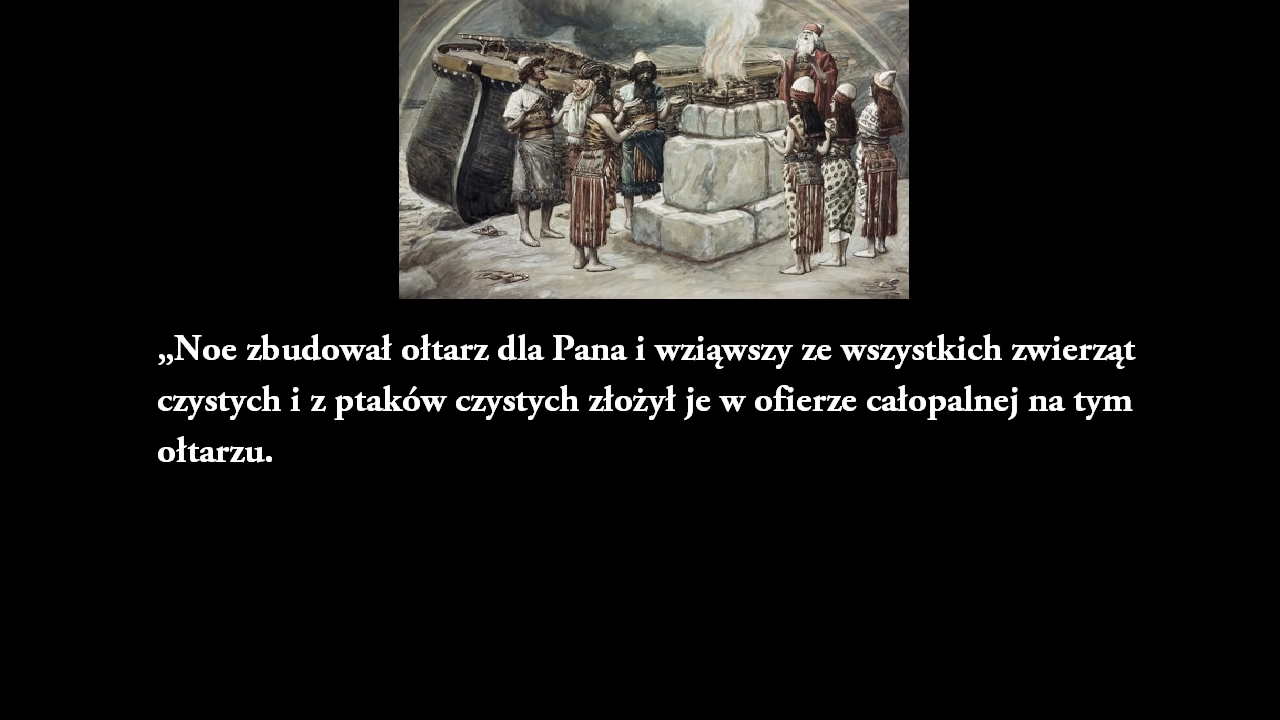 „Noe zbudował ołtarz dla Pana i wziąwszy ze wszystkich zwierząt
czystych i z ptaków czystych złożył je w ofierze całopalnej na tym
ołtarzu.